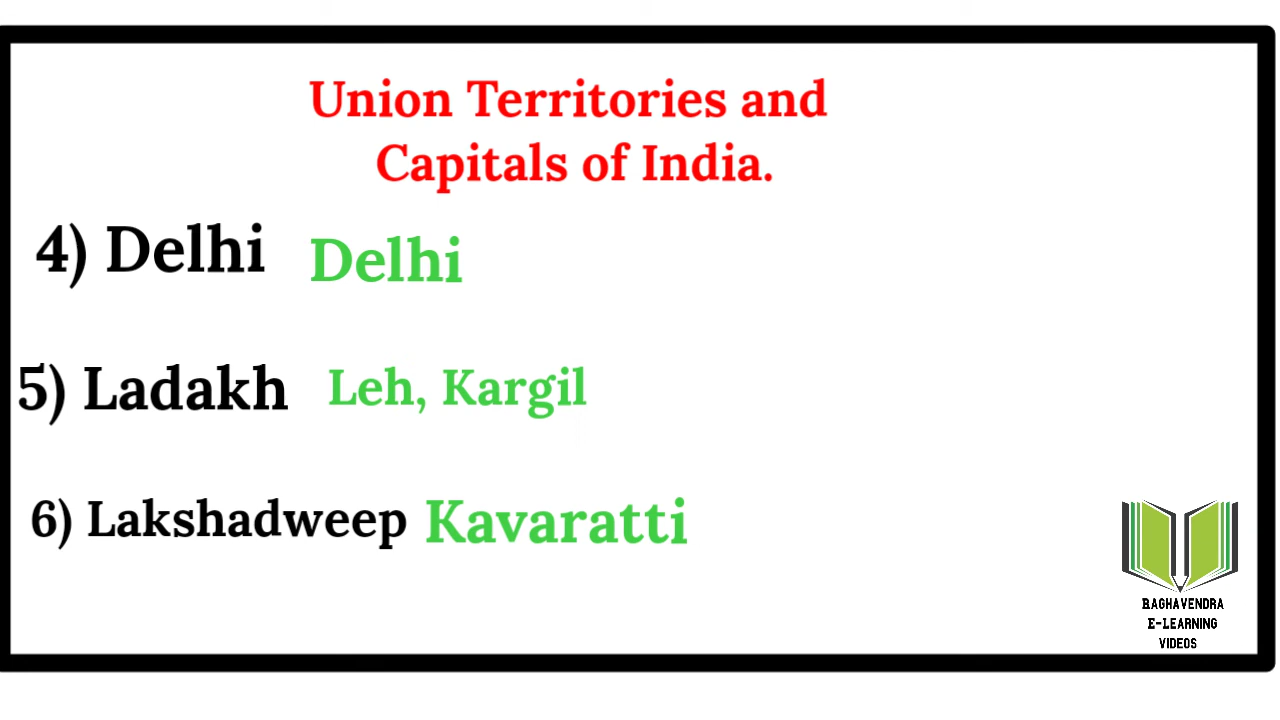 Union Territories and
Capitals of India.
4) Delhi Delhi
5) Ladakh Leh, Kargil
6) Lakshadweep Kavaratti
RAGHAVENDRA
E-LEARNING
VIDEOS